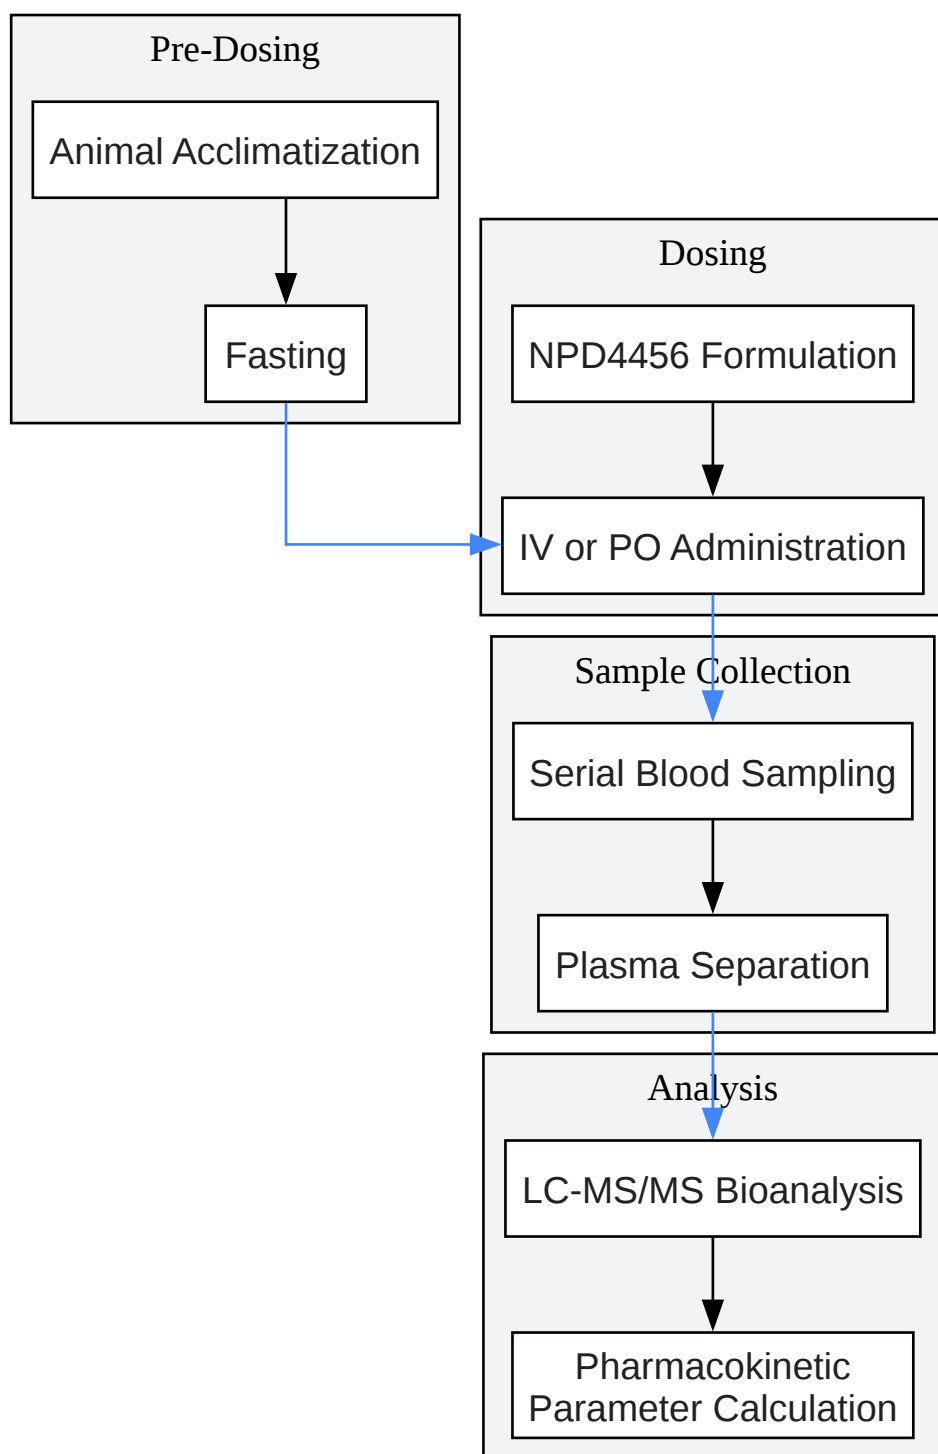 Pre-Dosing
Animal Acclimatization
Fasting
Dosing
NPD4456 Formulation
IV or PO Administration
Sample Collection
Serial Blood Sampling
Plasma Separation
Analysis
LC-MS/MS Bioanalysis
Pharmacokinetic
Parameter Calculation